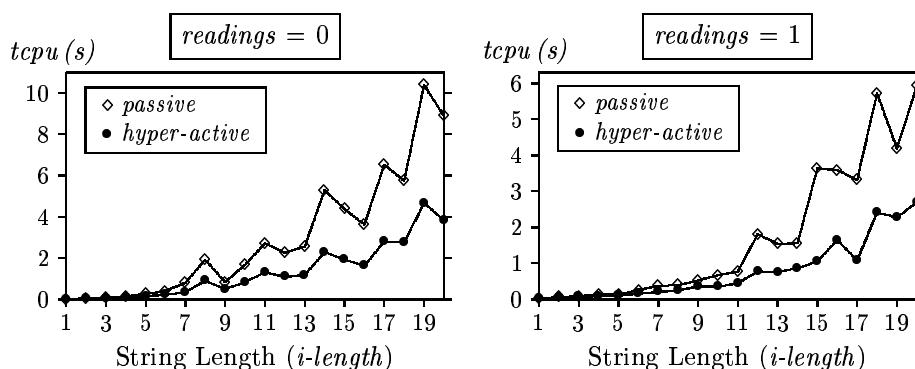 readings = 0
tcpu (s)
10
8
6
4
2
0
passive
hyper-active
1 3 5 7 9 11 13 15 17 19
String Length (i-length)
readings = 1
tcpu (s)
6
5
4
3
2
1
0
passive
hyper-active
1 3 5 7 9 11 13 15 17 19
String Length (i-length)